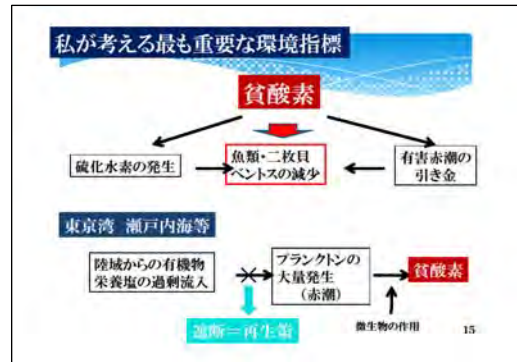 私が考える最も重要な環境指標
貧酸素
硫化水素の発生
魚類・二枚貝
ベントスの減少
有害赤潮の
引き金
東京湾 瀬戸内海等
陸域からの有機物
栄養塩の過剰流入
プランクトンの
大量発生
（赤潮）
貧酸素
遮断＝再生策
微生物の作用
15